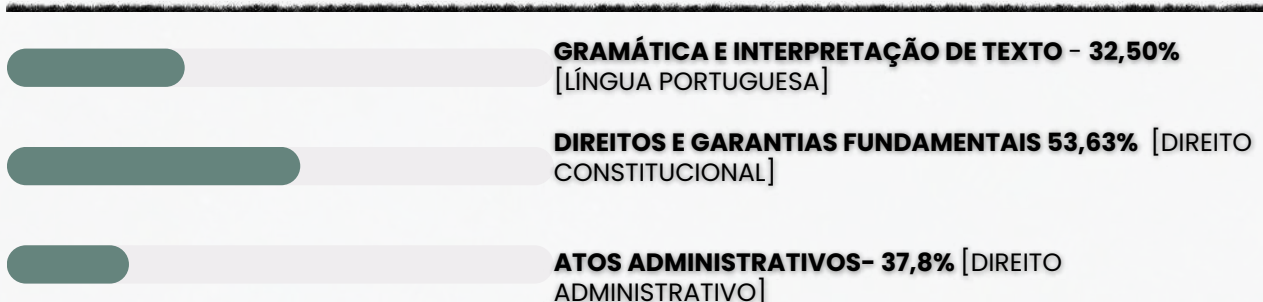 GRAMÁTICA E INTERPRETAÇÃO DE TEXTO - 32,50%
[LÍNGUA PORTUGUESA]
DIREITOS E GARANTIAS FUNDAMENTAIS 53,63% [DIREITO
CONSTITUCIONAL]
ATOS ADMINISTRATIVOS- 37,8% [DIREITO
ADMINISTRATIVO]